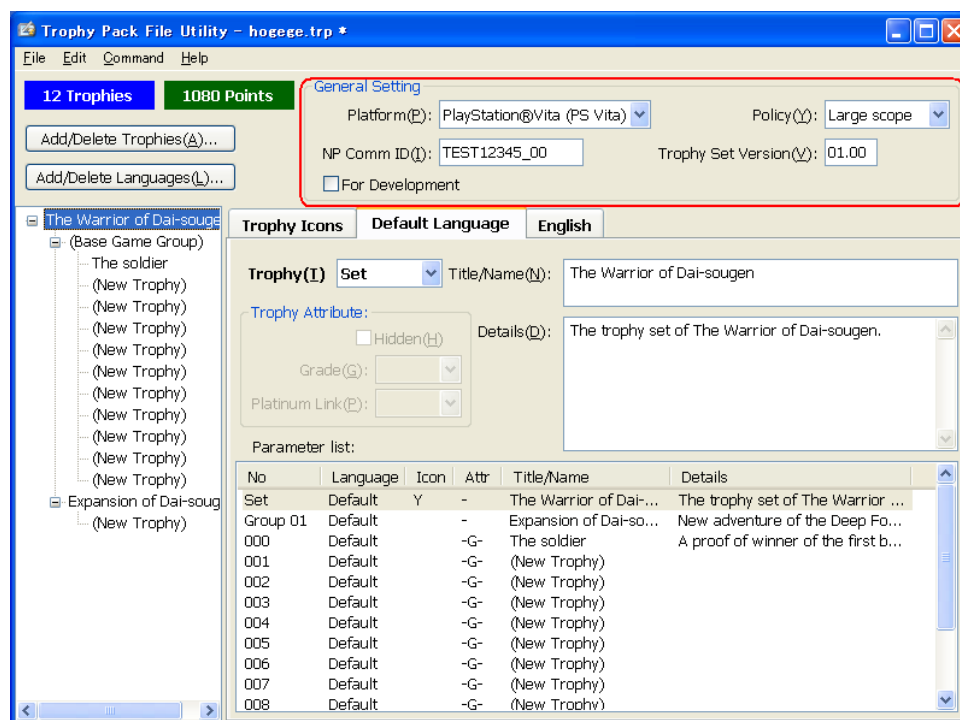 Trophy Pack File Utility - hogege.trp *
File Edit Command Help
12 Trophies 1080 Points
Add/Delete Trophies(A)...
Add/Delete Languages(L)...
General Setting
Platform(P): PlayStation®Vita (PS Vita) Policy(Y): Large scope
NP Comm ID(I): TEST12345_00 Trophy Set Version(V): 01.00
For Development
The Warrior of Dai-souge
(Base Game Group)
The soldier
(New Trophy)
(New Trophy)
(New Trophy)
(New Trophy)
(New Trophy)
(New Trophy)
(New Trophy)
(New Trophy)
(New Trophy)
(New Trophy)
Expansion of Dai-soug
(New Trophy)
Trophy Icons Default Language English
Trophy(T) Set Title/Name(N): The Warrior of Dai-sougen
Trophy Attribute:
Hidden(H)
Grade(G):
Platinum Link(P):
Details(D): The trophy set of The Warrior of Dai-sougen.
Parameter list:
No Language Icon Attr Title/Name Details
Set Default Y - The Warrior of Dai-... The trophy set of The Warrior ...
Group 01 Default - Expansion of Dai-so... New adventure of the Deep Fo...
000 Default -G- The soldier A proof of winner of the first b...
001 Default -G- (New Trophy)
002 Default -G- (New Trophy)
003 Default -G- (New Trophy)
004 Default -G- (New Trophy)
005 Default -G- (New Trophy)
006 Default -G- (New Trophy)
007 Default -G- (New Trophy)
008 Default -G- (New Trophy)